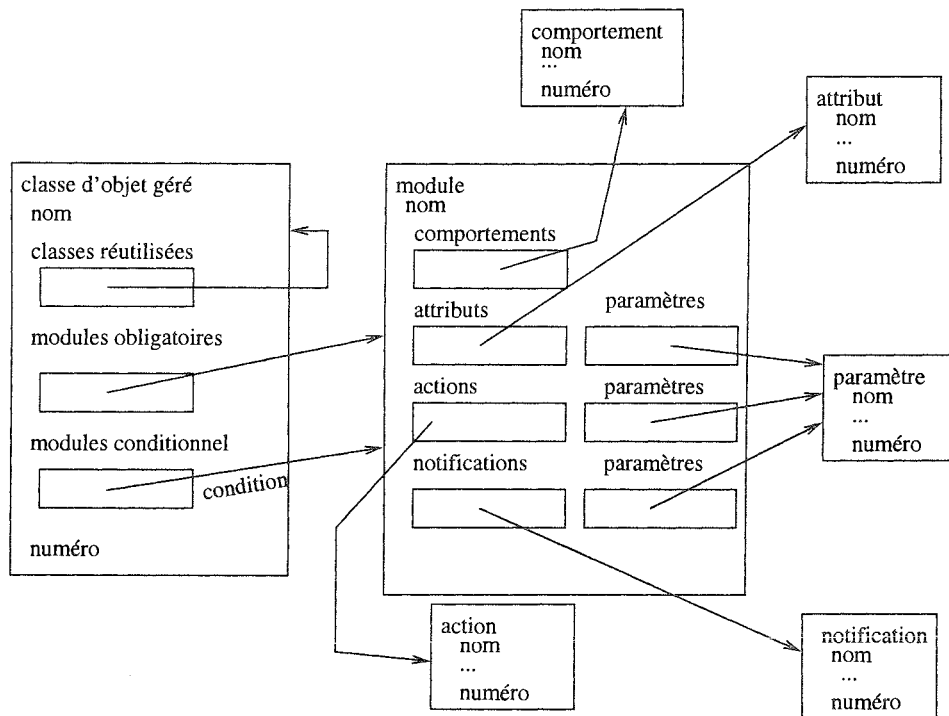 comportement
nom
...
numéro
attribut
nom
...
numéro
classe d'objet géré
nom
classes réutilisées
modules obligatoires
modules conditionnel
condition
numéro
module
nom
comportements
attributs
paramètres
actions
paramètres
notifications
paramètres
paramètre
nom
...
numéro
action
nom
...
numéro
notification
nom
...
numéro